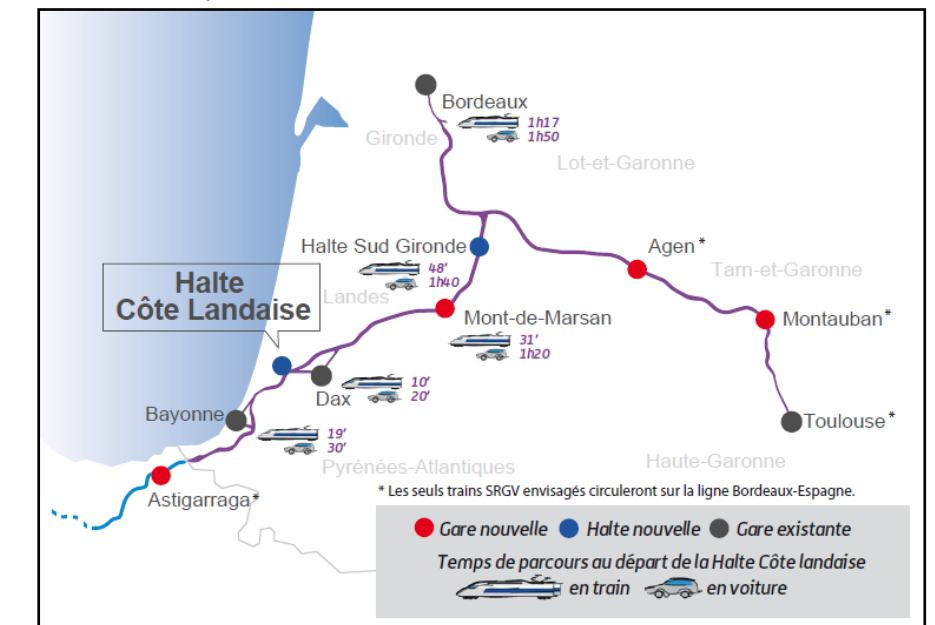 Bordeaux
1h17
1h50
Gironde
Lot-et-Garonne
Halte Sud Gironde
48'
1h40
Agen *
Tarn-et-Garonne
Halte
Côte Landaise
Landes
Mont-de-Marsan
31'
1h20
Montauban *
Dax
10'
20'
Bayonne
19'
30'
Toulouse *
Pyrénées-Atlantiques
Haute-Garonne
Astigarraga*
* Les seuls trains SRGV envisagés circuleront sur la ligne Bordeaux-Espagne.
Gare nouvelle Halte nouvelle Gare existante
Temps de parcours au départ de la Halte Côte landaise
en train en voiture